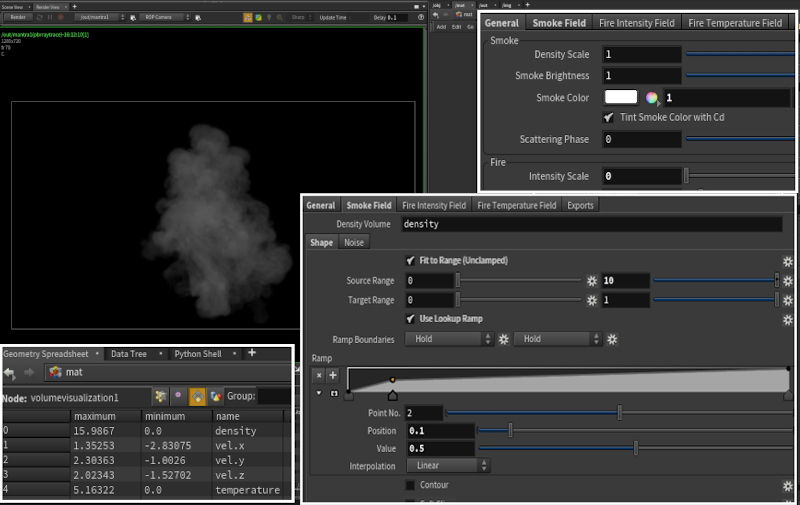 Scene View Render View
Render /out/mantra1 ROP Camera Update Time Delay 0.1
/out/mantra1(pbrraytrace)-16:12:10[1]
1280x720
fr 70
C
/obj /mat /out /img
mat
Add Edit Go
General Smoke Field Fire Intensity Field Fire Temperature Field
Smoke
Density Scale 1
Smoke Brightness 1
Smoke Color 1
Tint Smoke Color with Cd
Scattering Phase 0
Fire
Intensity Scale 0
General Smoke Field Fire Intensity Field Fire Temperature Field Exports
Density Volume density
Shape Noise
Fit to Range (Unclamped)
Source Range 0 10
Target Range 0 1
Use Lookup Ramp
Ramp Boundaries Hold Hold
Ramp
Point No. 2
Position 0.1
Value 0.5
Interpolation Linear
Contour
Geometry Spreadsheet Data Tree Python Shell
mat
Node: volumevisualization1 Group:
maximum minimum name
0 15.9867 0.0 density
1 1.35253 -2.83075 vel.x
2 2.30363 -1.0026 vel.y
3 2.02343 -1.52702 vel.z
4 5.16322 0.0 temperature